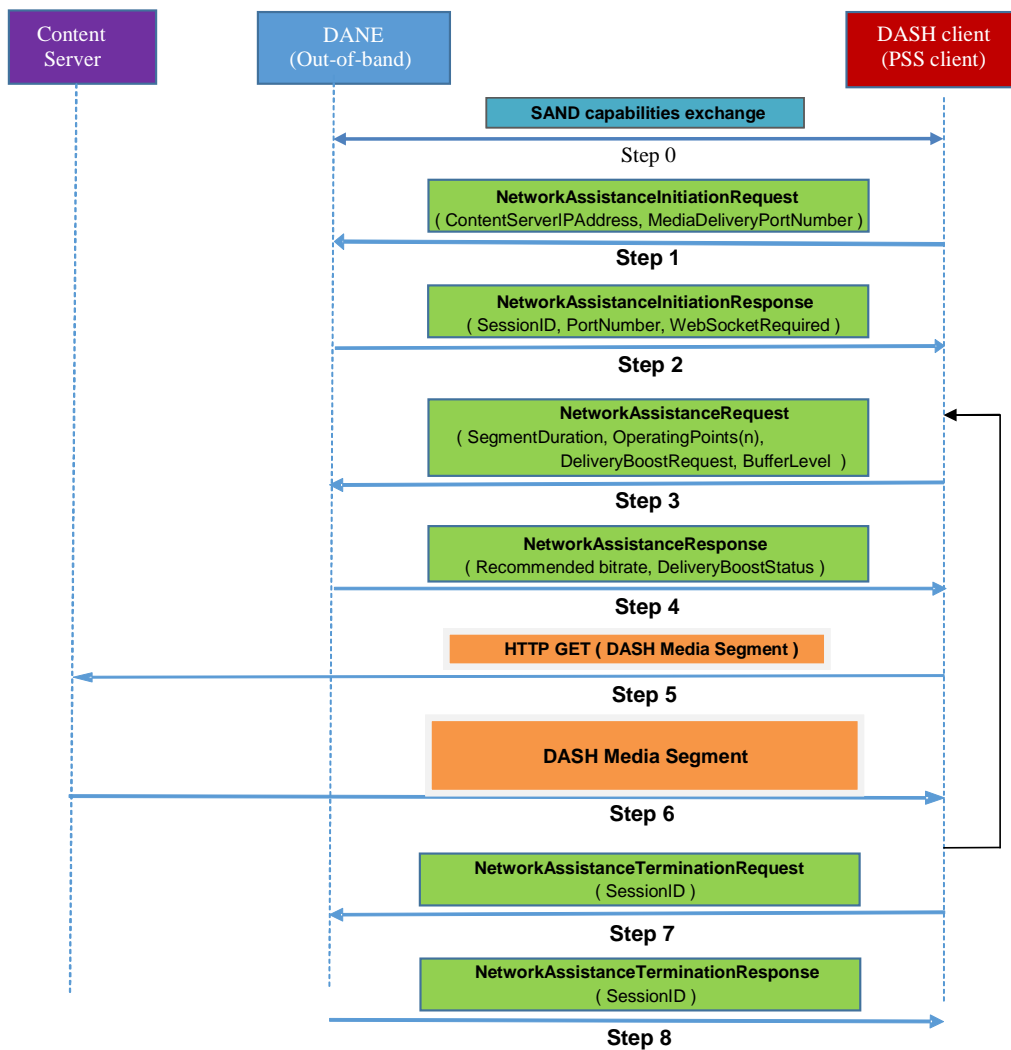 Content
Server
DANE
(Out-of-band)
DASH client
(PSS client)
SAND capabilities exchange
Step 0
NetworkAssistanceInitiationRequest
( ContentServerIPAddress, MediaDeliveryPortNumber )
Step 1
NetworkAssistanceInitiationResponse
( SessionID, PortNumber, WebSocketRequired )
Step 2
NetworkAssistanceRequest
( SegmentDuration, OperatingPoints(n),
DeliveryBoostRequest, BufferLevel )
Step 3
NetworkAssistanceResponse
( Recommended bitrate, DeliveryBoostStatus )
Step 4
HTTP GET ( DASH Media Segment )
Step 5
DASH Media Segment
Step 6
NetworkAssistanceTerminationRequest
( SessionID )
Step 7
NetworkAssistanceTerminationResponse
( SessionID )
Step 8